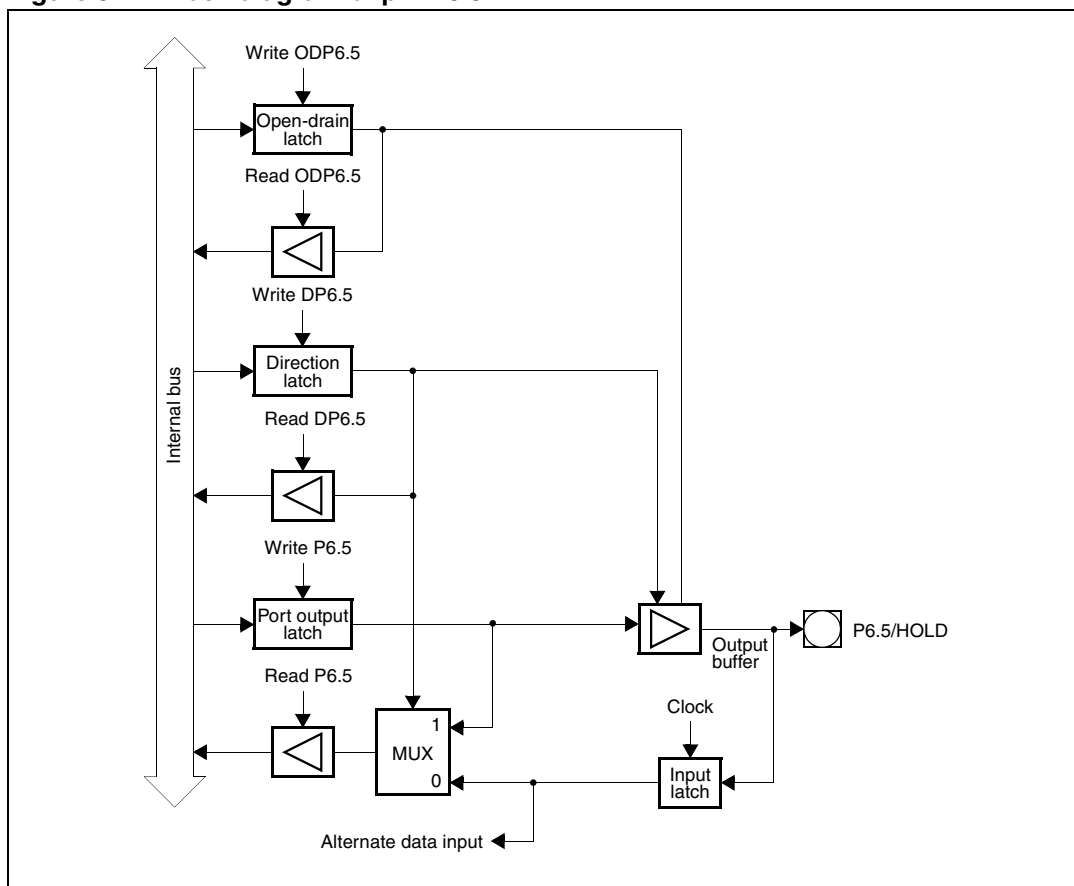 Write ODP6.5
Open-drain
latch
Read ODP6.5
Write DP6.5
Direction
latch
Read DP6.5
Internal bus
Write P6.5
Port output
latch
P6.5/HOLD
Output
buffer
Read P6.5
Clock
1
MUX
0
Input
latch
Alternate data input